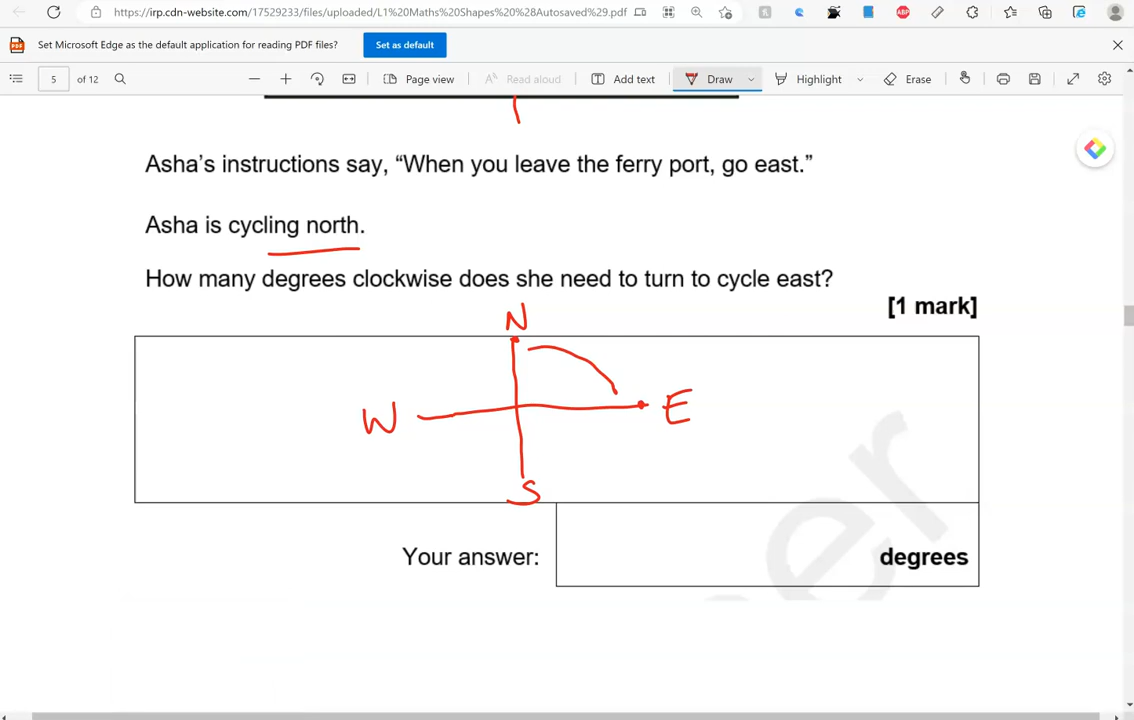 https://irp.cdn-website.com/17529233/files/uploaded/L1%20Maths%20Shapes%20%28Autosaved%29.pdf
ABP
Set Microsoft Edge as the default application for reading PDF files?
Set as default
5 of 12
Page view
Read aloud
Add text
Draw
Highlight
Erase
Asha's instructions say, “When you leave the ferry port, go east.”
Asha is cycling north.
How many degrees clockwise does she need to turn to cycle east?
[1 mark]
N
W
E
S
Your answer:
degrees